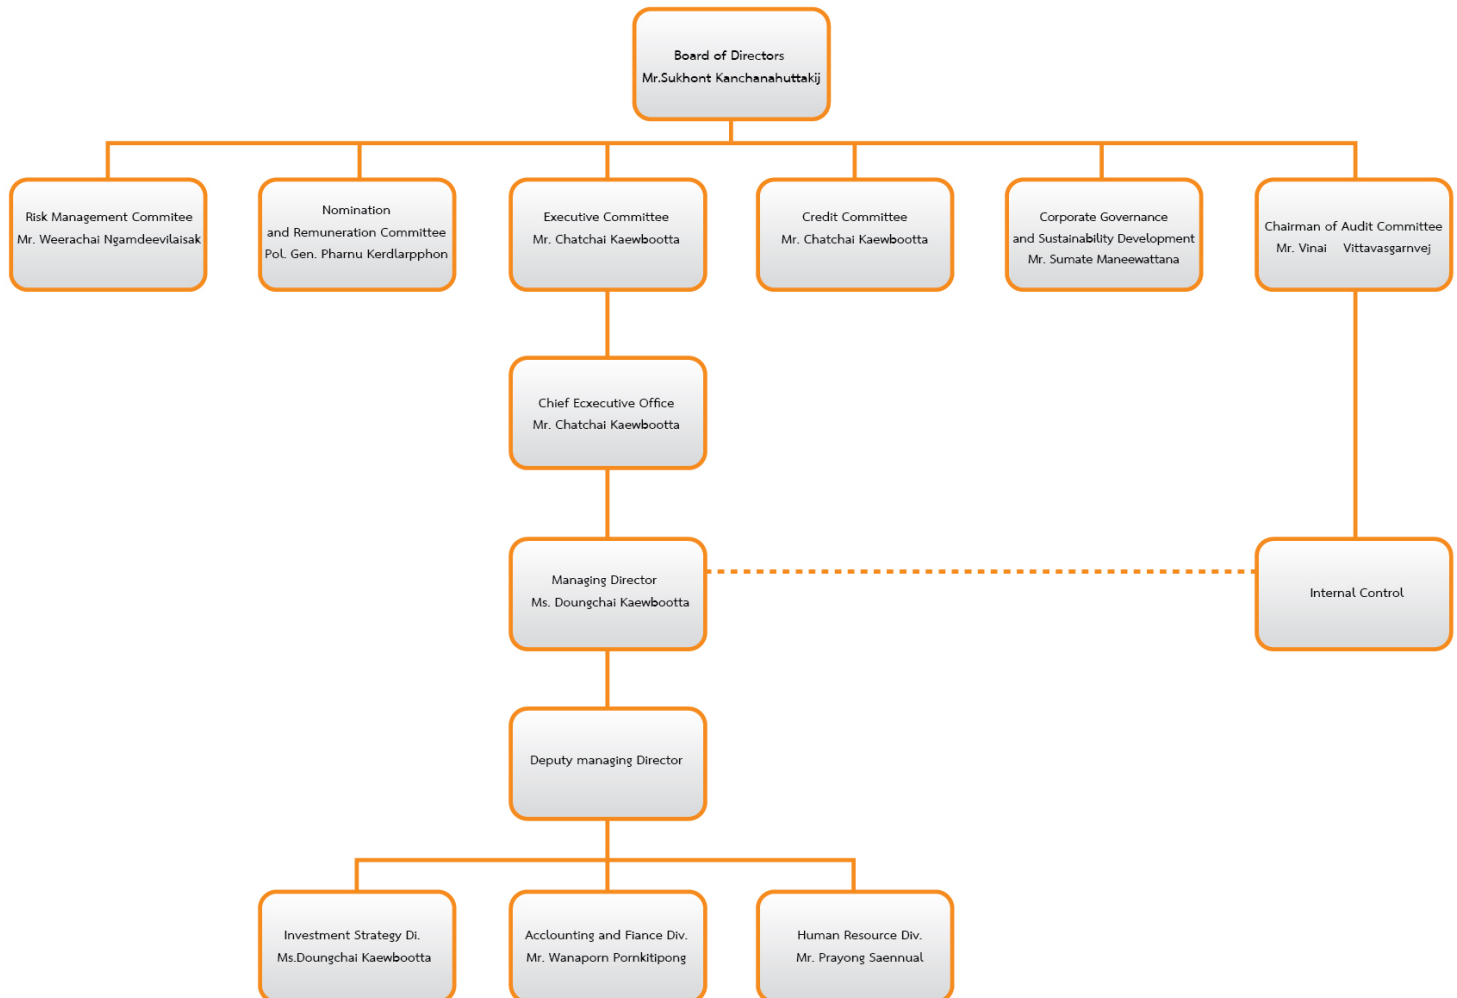 Board of Directors
Mr.Sukhont Kanchanahuttakij
Risk Management Commitee
Mr. Weerachai Ngamdeevilaisak
Nomination
and Remuneration Committee
Pol. Gen. Pharnu Kerdlarpphon
Executive Committee
Mr. Chatchai Kaewbootta
Credit Committee
Mr. Chatchai Kaewbootta
Corporate Governance
and Sustainability Development
Mr. Sumate Maneewattana
Chairman of Audit Committee
Mr. Vinai Vittavasgarnvej
Chief Ecxecutive Office
Mr. Chatchai Kaewbootta
Managing Director
Ms. Doungchai Kaewbootta
Internal Control
Deputy managing Director
Investment Strategy Di.
Ms.Doungchai Kaewbootta
Acclounting and Fiance Div.
Mr. Wanaporn Pornkitipong
Human Resource Div.
Mr. Prayong Saennual